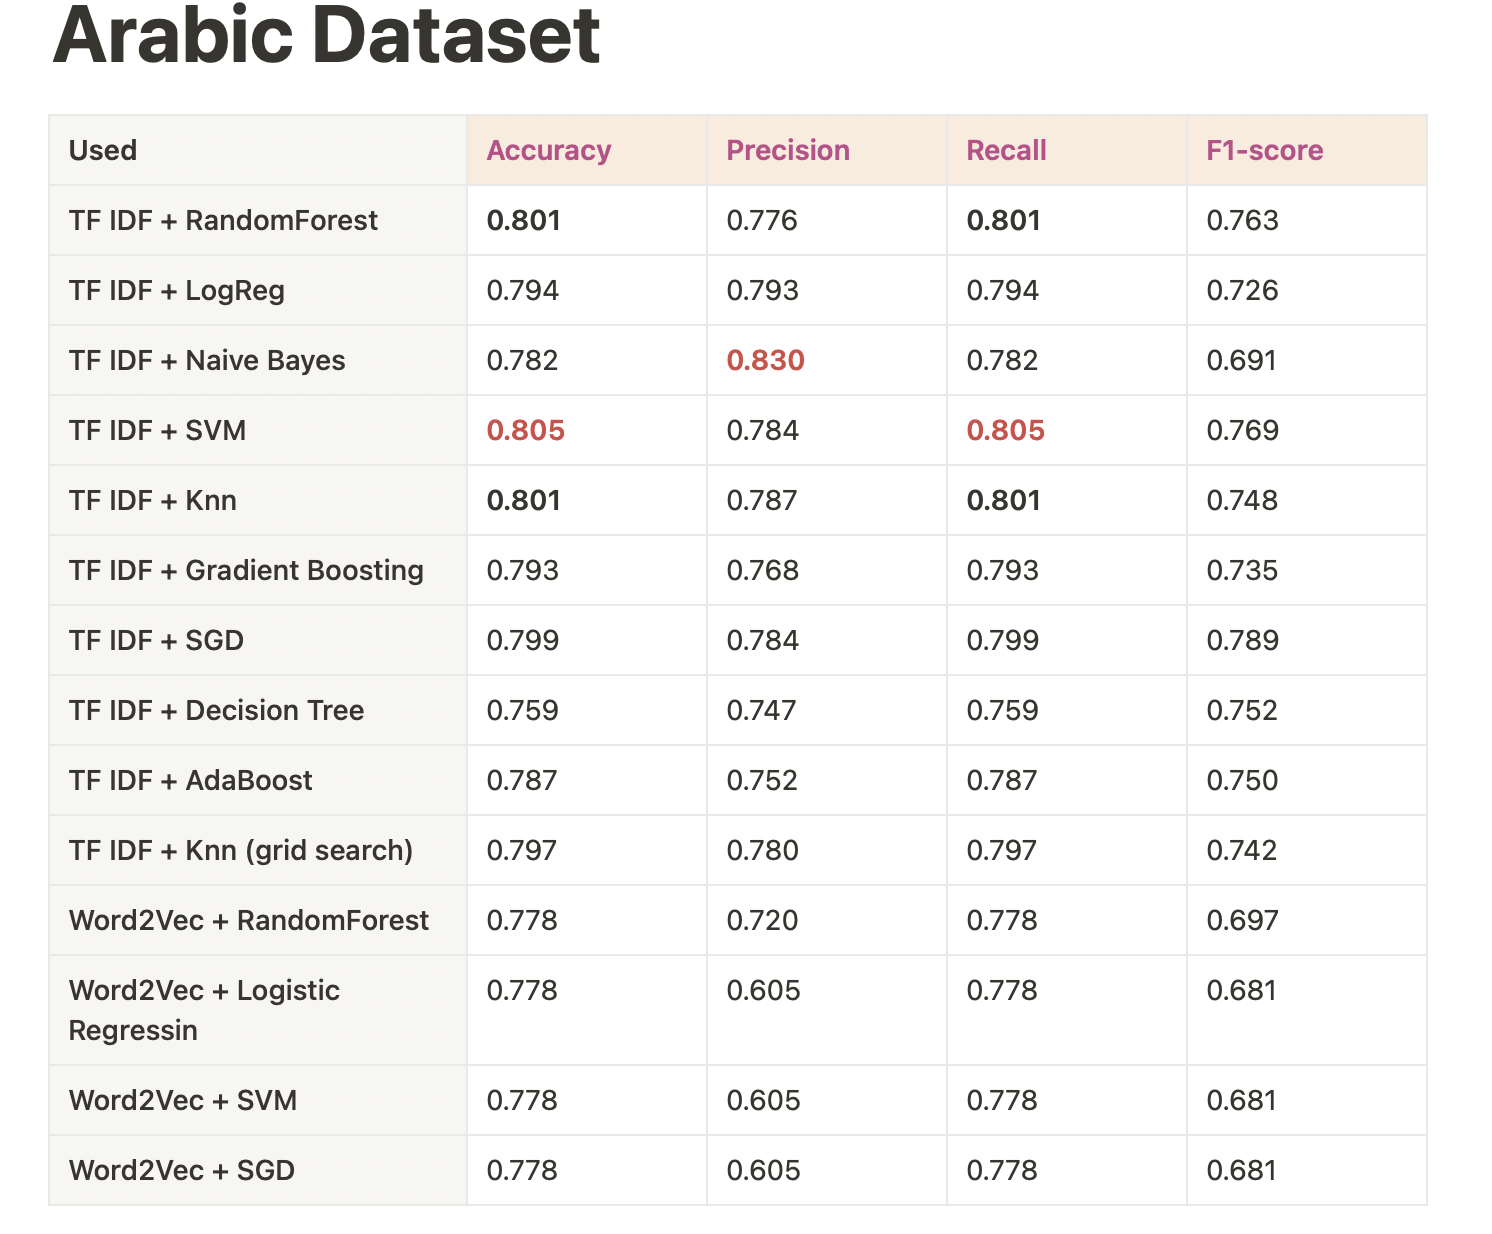 Arabic Dataset
Used Accuracy Precision Recall F1-score
TF IDF + RandomForest 0.801 0.776 0.801 0.763
TF IDF + LogReg 0.794 0.793 0.794 0.726
TF IDF + Naive Bayes 0.782 0.830 0.782 0.691
TF IDF + SVM 0.805 0.784 0.805 0.769
TF IDF + Knn 0.801 0.787 0.801 0.748
TF IDF + Gradient Boosting 0.793 0.768 0.793 0.735
TF IDF + SGD 0.799 0.784 0.799 0.789
TF IDF + Decision Tree 0.759 0.747 0.759 0.752
TF IDF + AdaBoost 0.787 0.752 0.787 0.750
TF IDF + Knn (grid search) 0.797 0.780 0.797 0.742
Word2Vec + RandomForest 0.778 0.720 0.778 0.697
Word2Vec + Logistic 0.778 0.605 0.778 0.681
Regressin
Word2Vec + SVM 0.778 0.605 0.778 0.681
Word2Vec + SGD 0.778 0.605 0.778 0.681